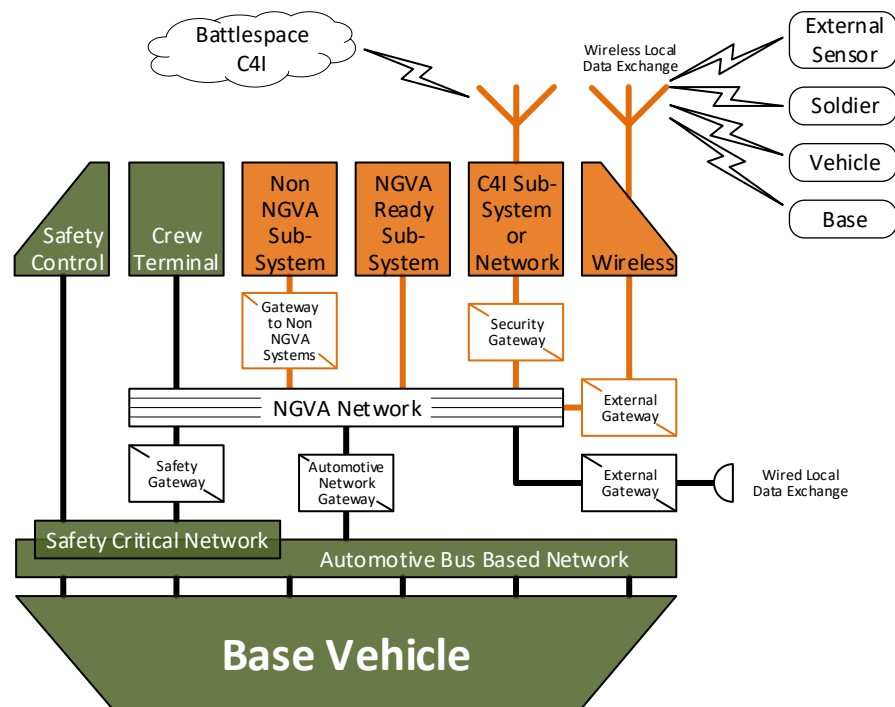 Battlespace
C4I
Wireless Local
Data Exchange
External
Sensor
Soldier
Vehicle
Base
Safety
Control
Crew
Terminal
Non
NGVA
Sub-
System
NGVA
Ready
Sub-
System
C4I Sub-
System
or
Network
Wireless
Gateway
to Non
NGVA
Systems
Security
Gateway
NGVA Network
External
Gateway
Safety
Gateway
Automotive
Network
Gateway
External
Gateway
Wired Local
Data Exchange
Safety Critical Network
Automotive Bus Based Network
Base Vehicle